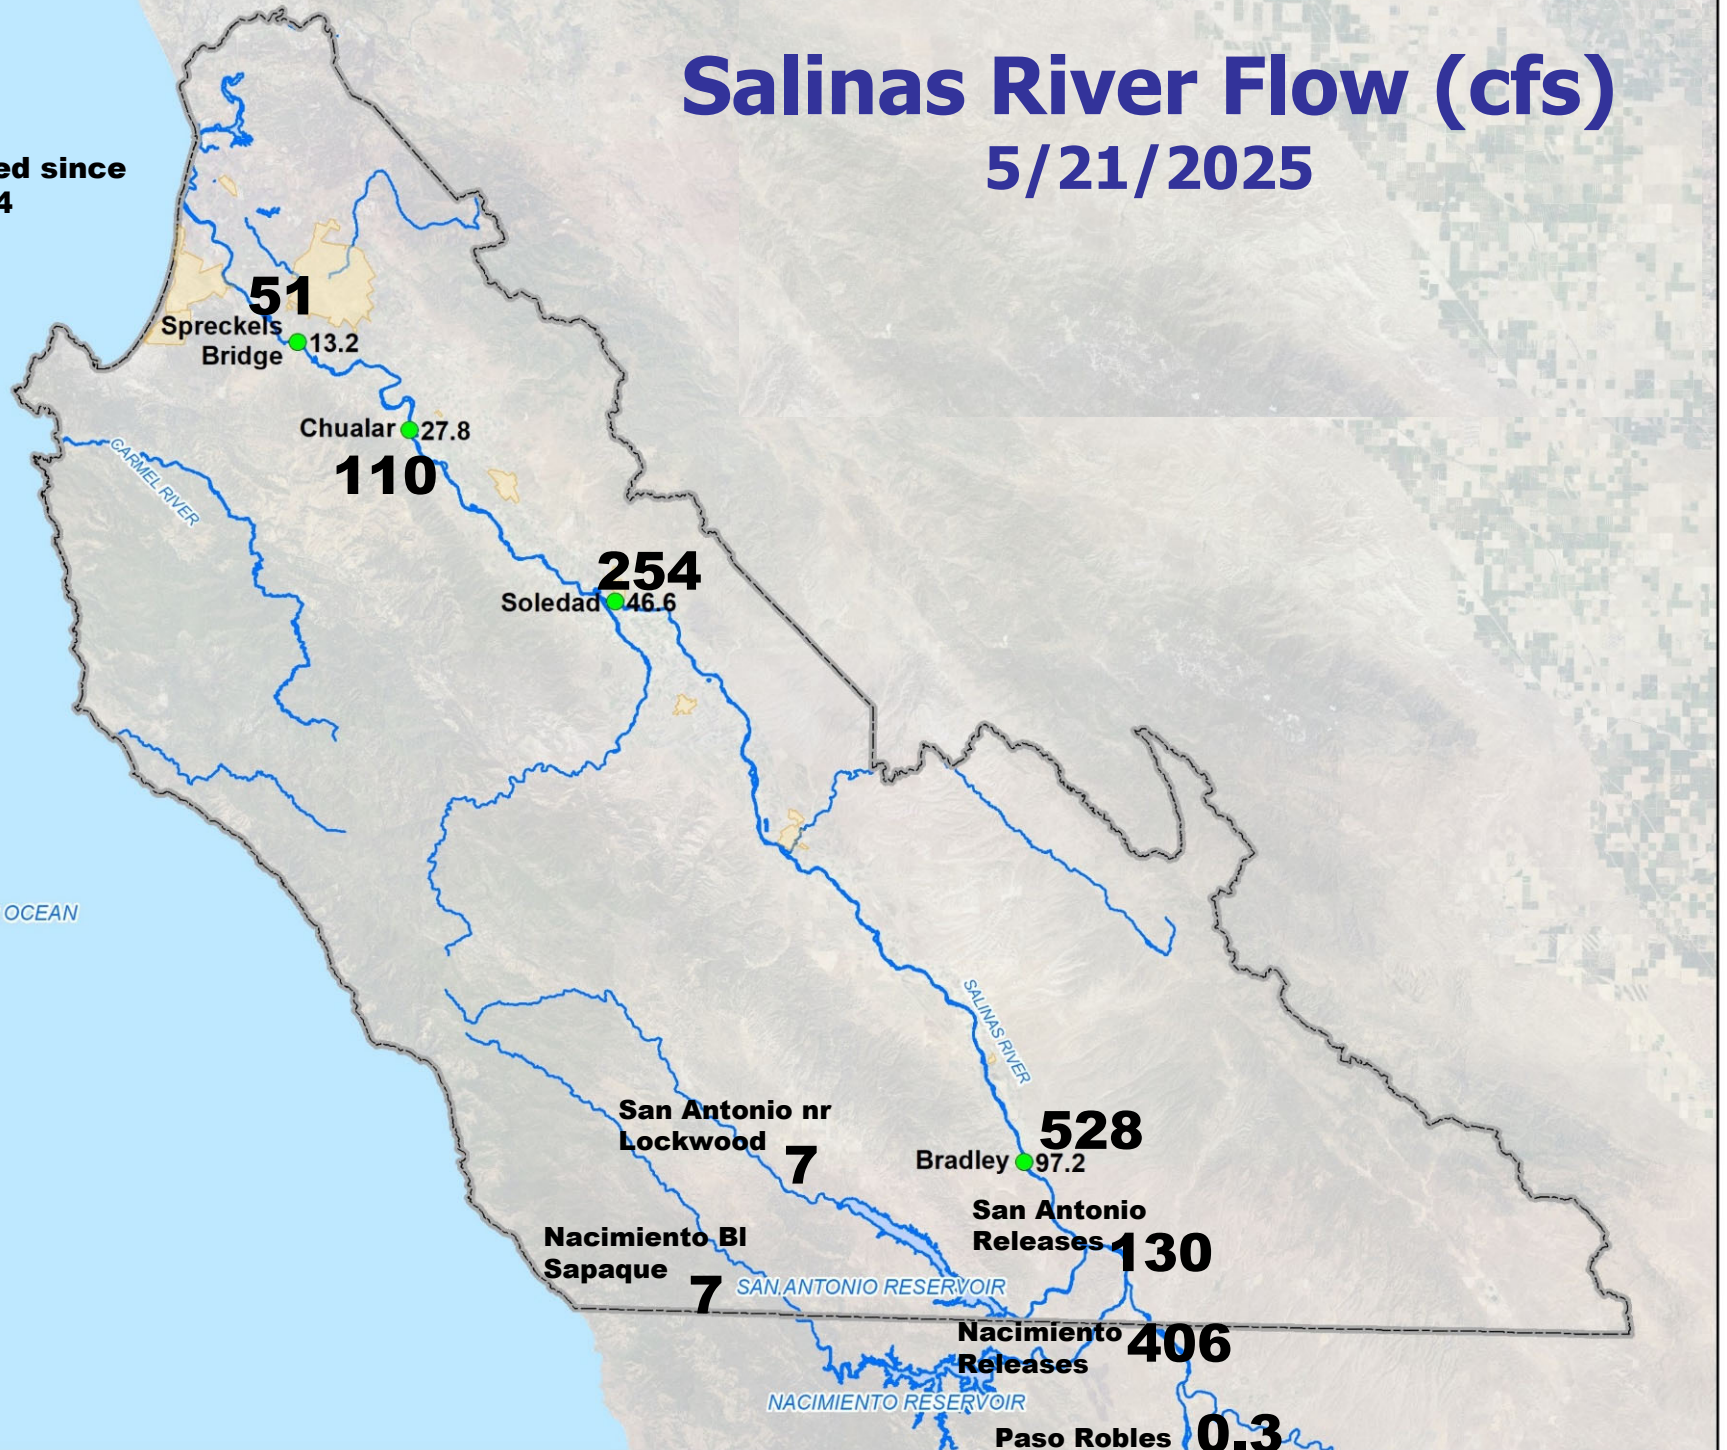 Salinas River Flow (cfs)
5/21/2025
ed since
4
51
Spreckels
Bridge
13.2
Chualar
27.8
110
CARMEL RIVER
254
Soledad
46.6
OCEAN
SALINAS RIVER
San Antonio nr
Lockwood
7
528
Bradley
97.2
San Antonio
Releases
130
Nacimiento Bl
Sapaque
7
SAN ANTONIO RESERVOIR
Nacimiento
Releases
406
NACIMIENTO RESERVOIR
Paso Robles
0.3